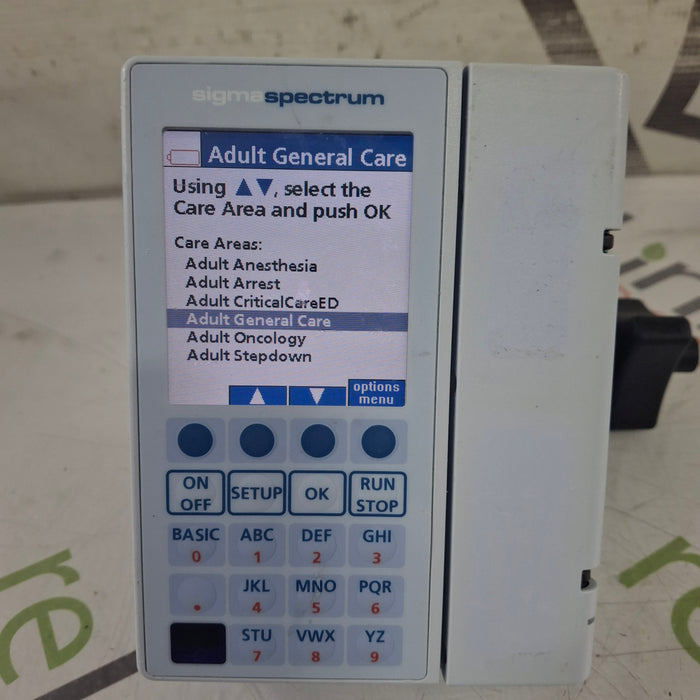 sigmaspectrum
Adult General Care
Using ▲▼, select the
Care Area and push OK
Care Areas:
Adult Anesthesia
Adult Arrest
Adult CriticalCareED
Adult General Care
Adult Oncology
Adult Stepdown
options
menu
ON
OFF
SETUP
OK
RUN
STOP
BASIC
0
ABC
1
DEF
2
GHI
3
.
JKL
4
MNO
5
PQR
6
STU
7
VWX
8
YZ
9